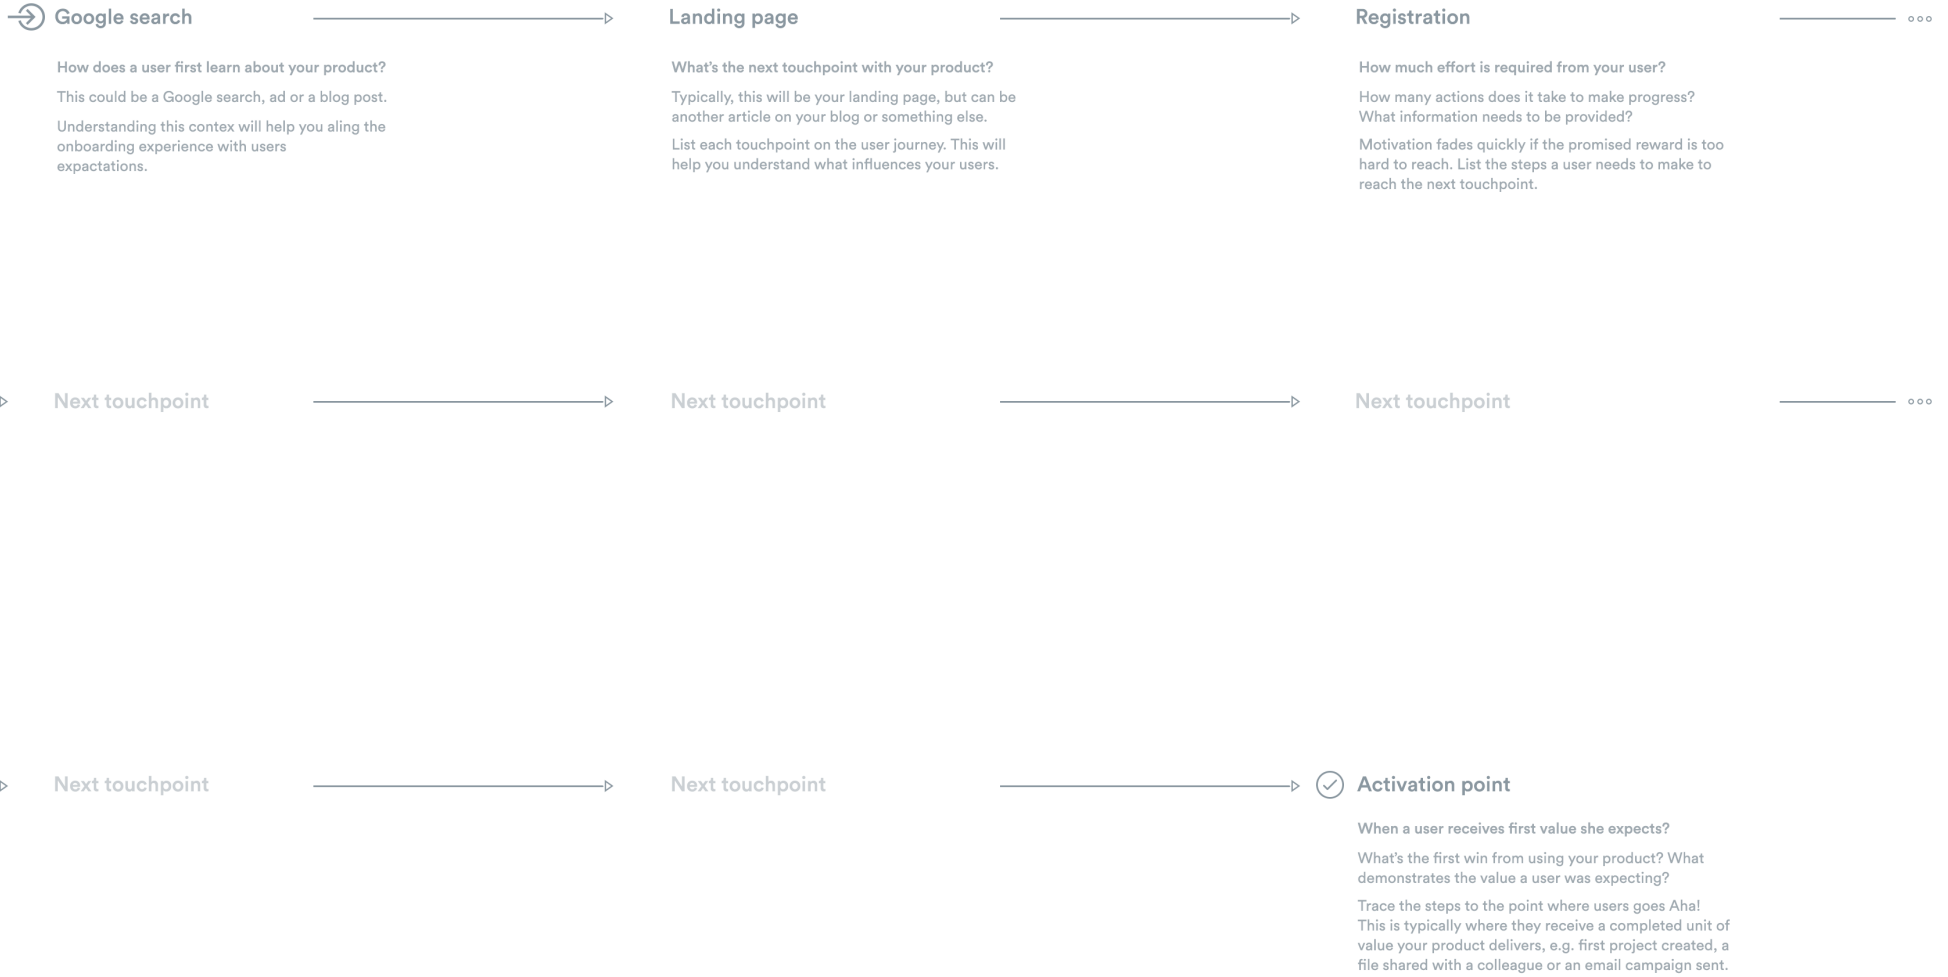 Google search
Landing page
Registration
How does a user first learn about your product?
This could be a Google search, ad or a blog post.
Understanding this contex will help you aling the
onboarding experience with users
expactations.
What's the next touchpoint with your product?
Typically, this will be your landing page, but can be
another article on your blog or something else.
List each touchpoint on the user journey. This will
help you understand what influences your users.
How much effort is required from your user?
How many actions does it take to make progress?
What information needs to be provided?
Motivation fades quickly if the promised reward is too
hard to reach. List the steps a user needs to make to
reach the next touchpoint.
Next touchpoint
Next touchpoint
Next touchpoint
Next touchpoint
Next touchpoint
Activation point
When a user receives first value she expects?
What's the first win from using your product? What
demonstrates the value a user was expecting?
Trace the steps to the point where users goes Aha!
This is typically where they receive a completed unit of
value your product delivers, e.g. first project created, a
file shared with a colleague or an email campaign sent.